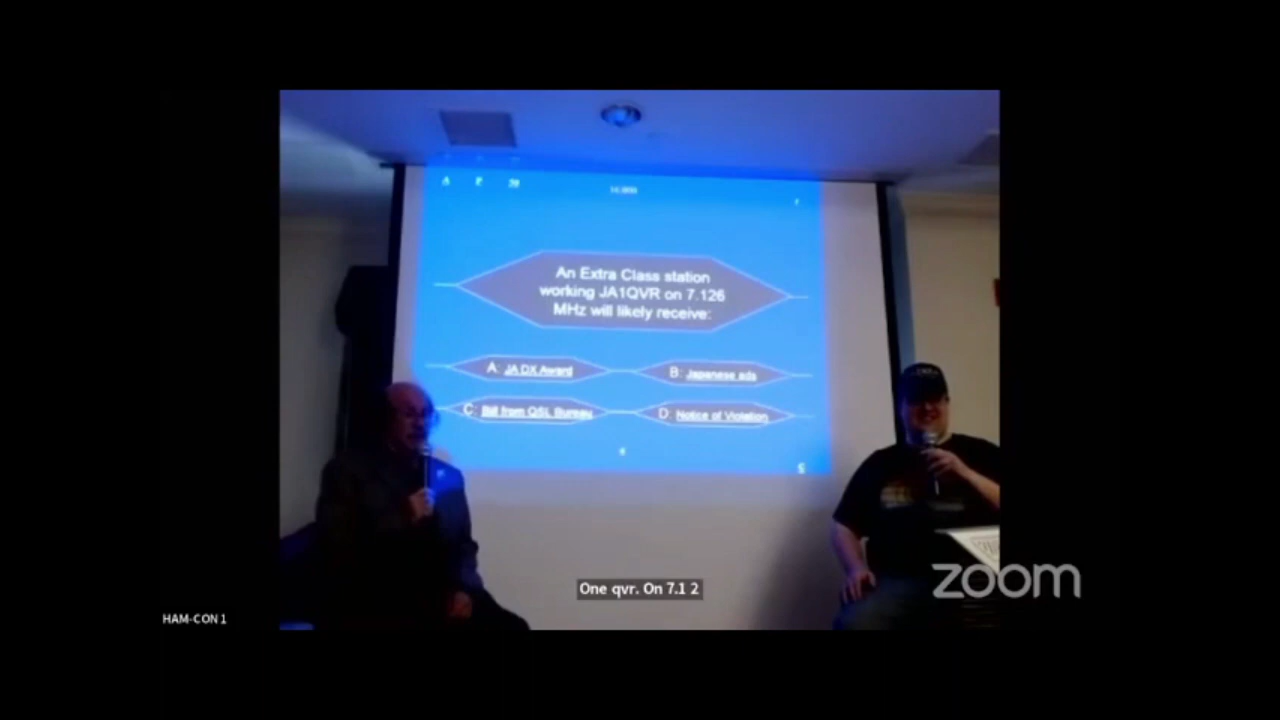 An Extra Class station
working JA1QVR on 7.126
MHz will likely receive:
A: JA DX Award
B: Japanese ads
C: Bill from QSL Bureau
D: Notice of Violation
One qvr. On 7.1 2
zoom
HAM-CON 1